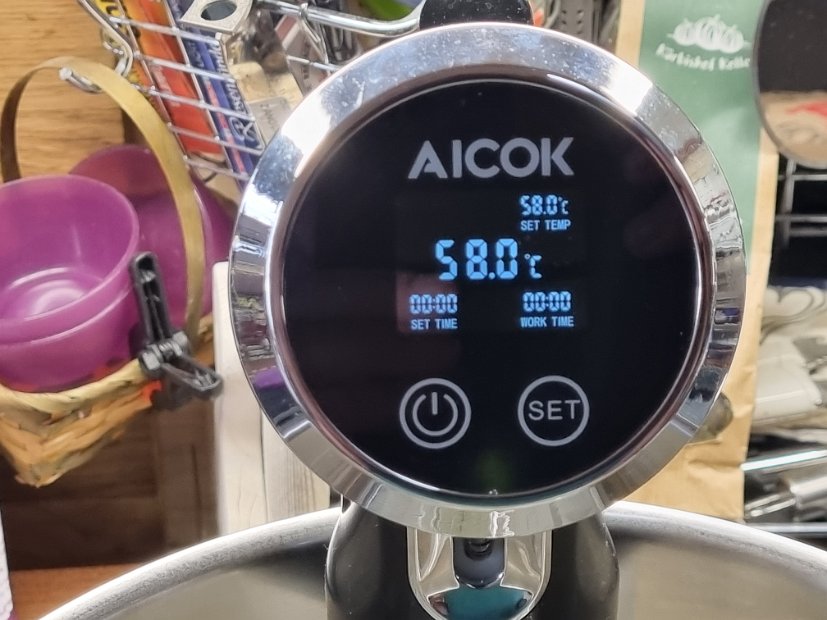 AICOK
58.0°c
SET TEMP
58.0°c
00:00 00:00
SET TIME WORK TIME
SET